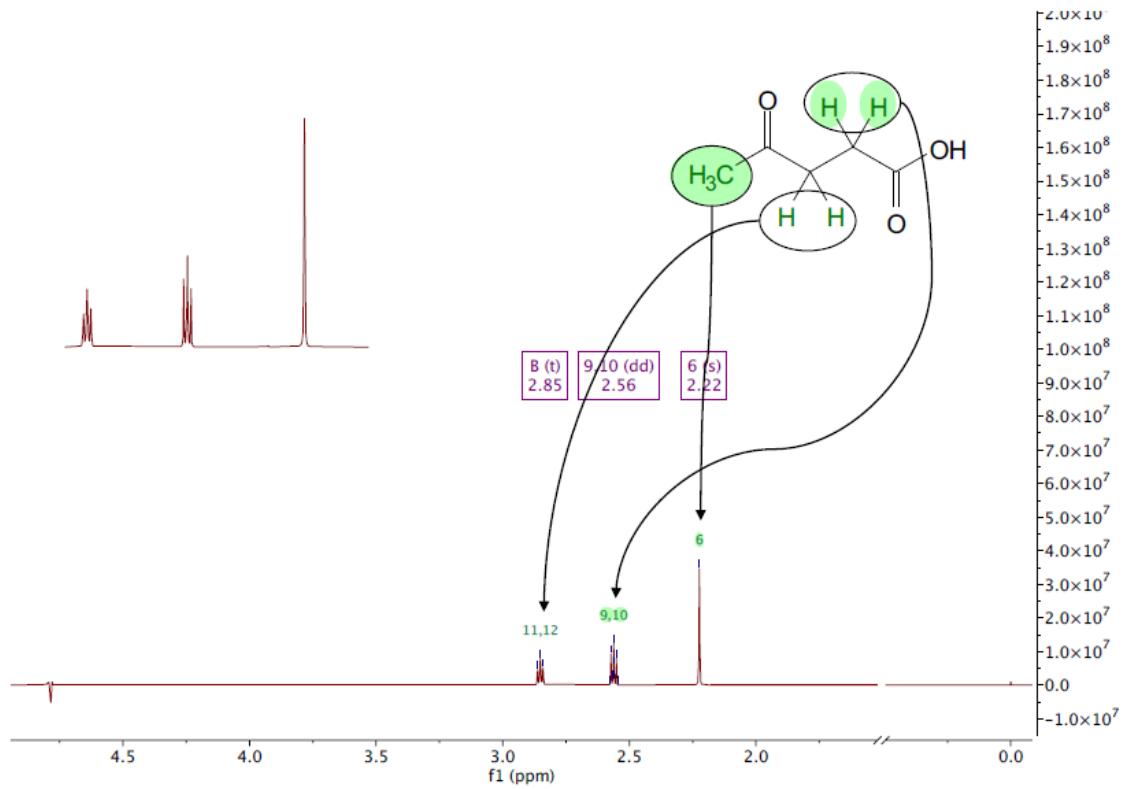 2.0×10⁸
1.9×10⁸
1.8×10⁸
1.7×10⁸
1.6×10⁸
1.5×10⁸
1.4×10⁸
1.3×10⁸
1.2×10⁸
1.1×10⁸
1.0×10⁸
9.0×10⁷
8.0×10⁷
7.0×10⁷
6.0×10⁷
5.0×10⁷
4.0×10⁷
3.0×10⁷
2.0×10⁷
1.0×10⁷
0.0
-1.0×10⁷
O
H H
H₃C
OH
H H
O
B (t)
2.85
9,10 (dd)
2.56
6 (s)
2.22
6
9,10
11,12
4.5 4.0 3.5 3.0 2.5 2.0 0.0
f1 (ppm)